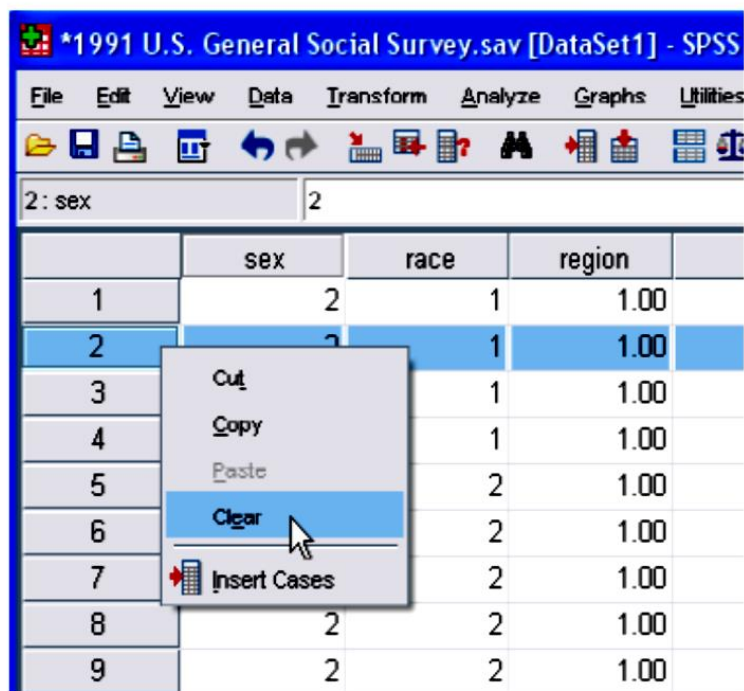 *1991 U.S. General Social Survey.sav [DataSet1] - SPSS
File Edit View Data Transform Analyze Graphs Utilities
2 : sex 2
sex race region
1 2 1 1.00
2 2 1 1.00
3 1 1.00
4 1 1.00
5 2 1.00
6 2 1.00
7 2 1.00
8 2 2 1.00
9 2 2 1.00
Cut
Copy
Paste
Clear
Insert Cases